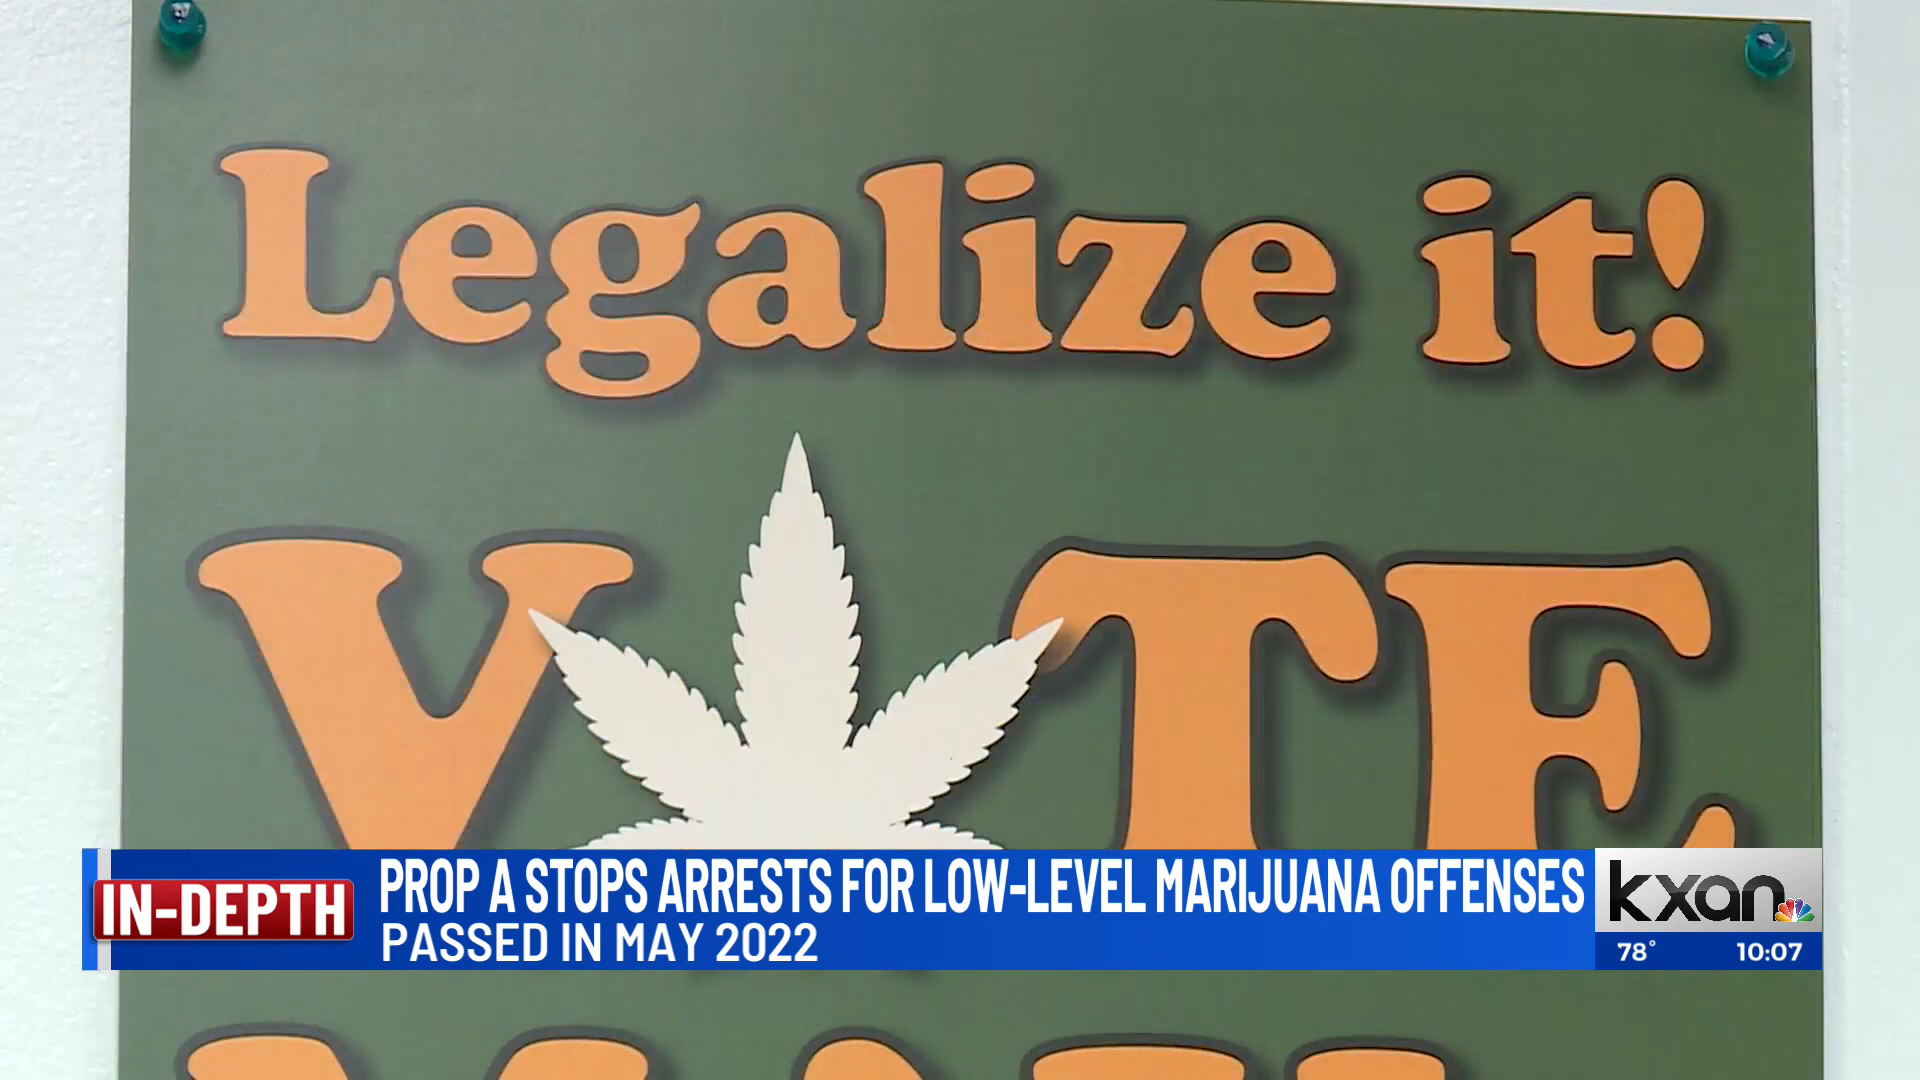 Legalize it!
V TE
IN-DEPTH
PROP A STOPS ARRESTS FOR LOW-LEVEL MARIJUANA OFFENSES
PASSED IN MAY 2022
kxan
78° 10:07